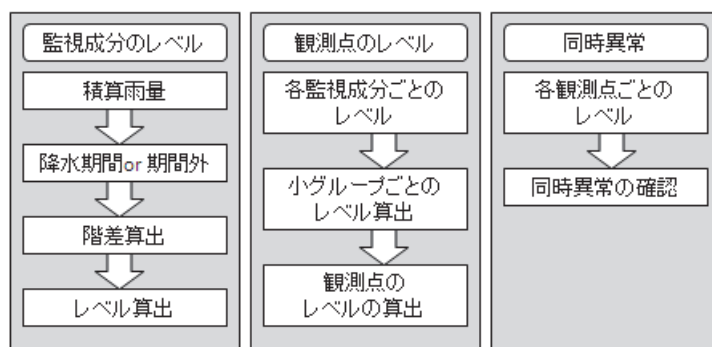 監視成分のレベル
積算雨量
降水期間or 期間外
階差算出
レベル算出
観測点のレベル
各監視成分ごとの
レベル
小グループごとの
レベル算出
観測点の
レベルの算出
同時異常
各観測点ごとの
レベル
同時異常の確認